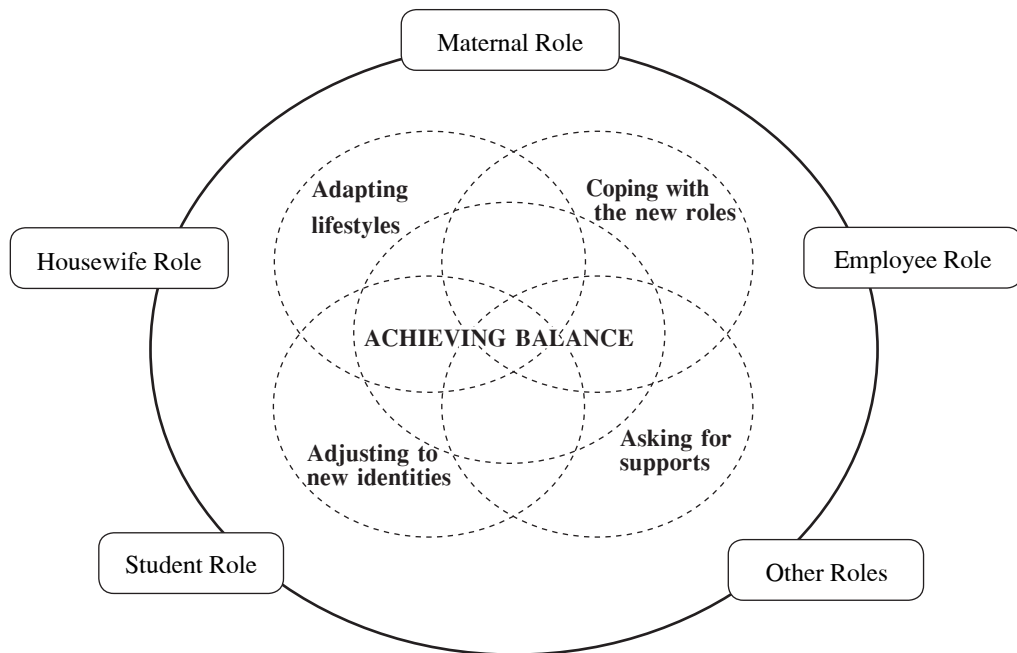 Maternal Role
Adapting
lifestyles
Coping with
the new roles
Housewife Role
Employee Role
ACHIEVING BALANCE
Adjusting to
new identities
Asking for
supports
Student Role
Other Roles